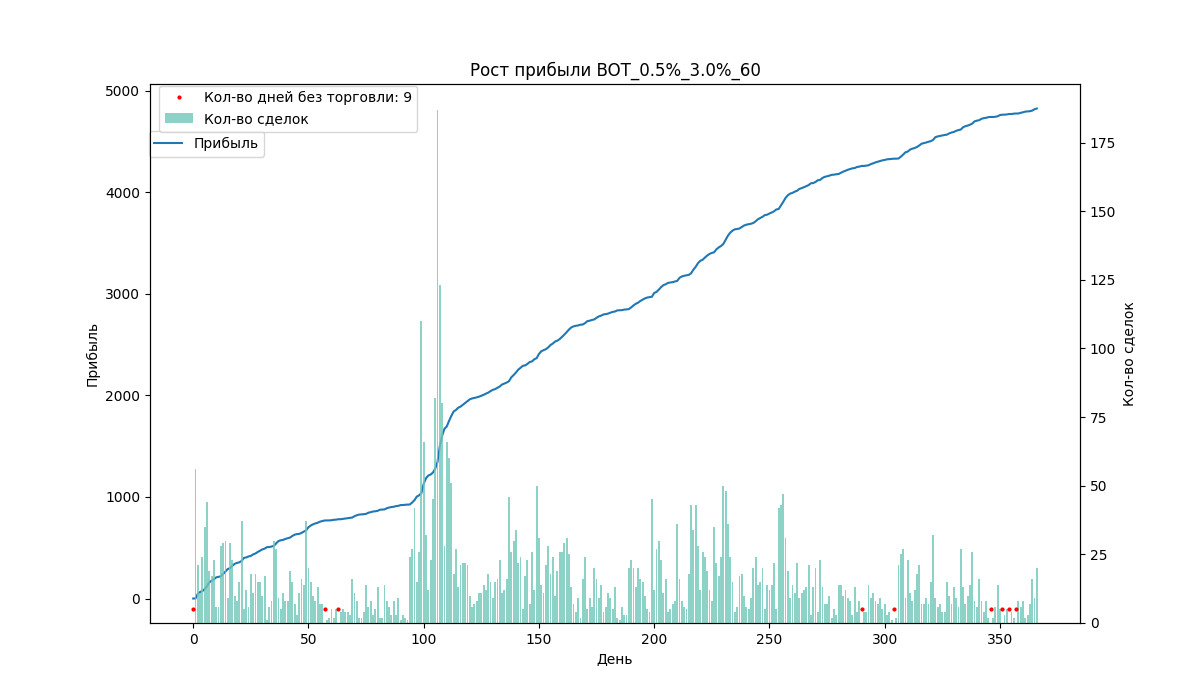 Рост прибыли BOT_0.5%_3.0%_60
Кол-во дней без торговли: 9
Кол-во сделок
Прибыль
5000
4000
3000
2000
1000
0
Прибыль
175
150
125
100
75
50
25
0
Кол-во сделок
0 50 100 150 200 250 300 350
День